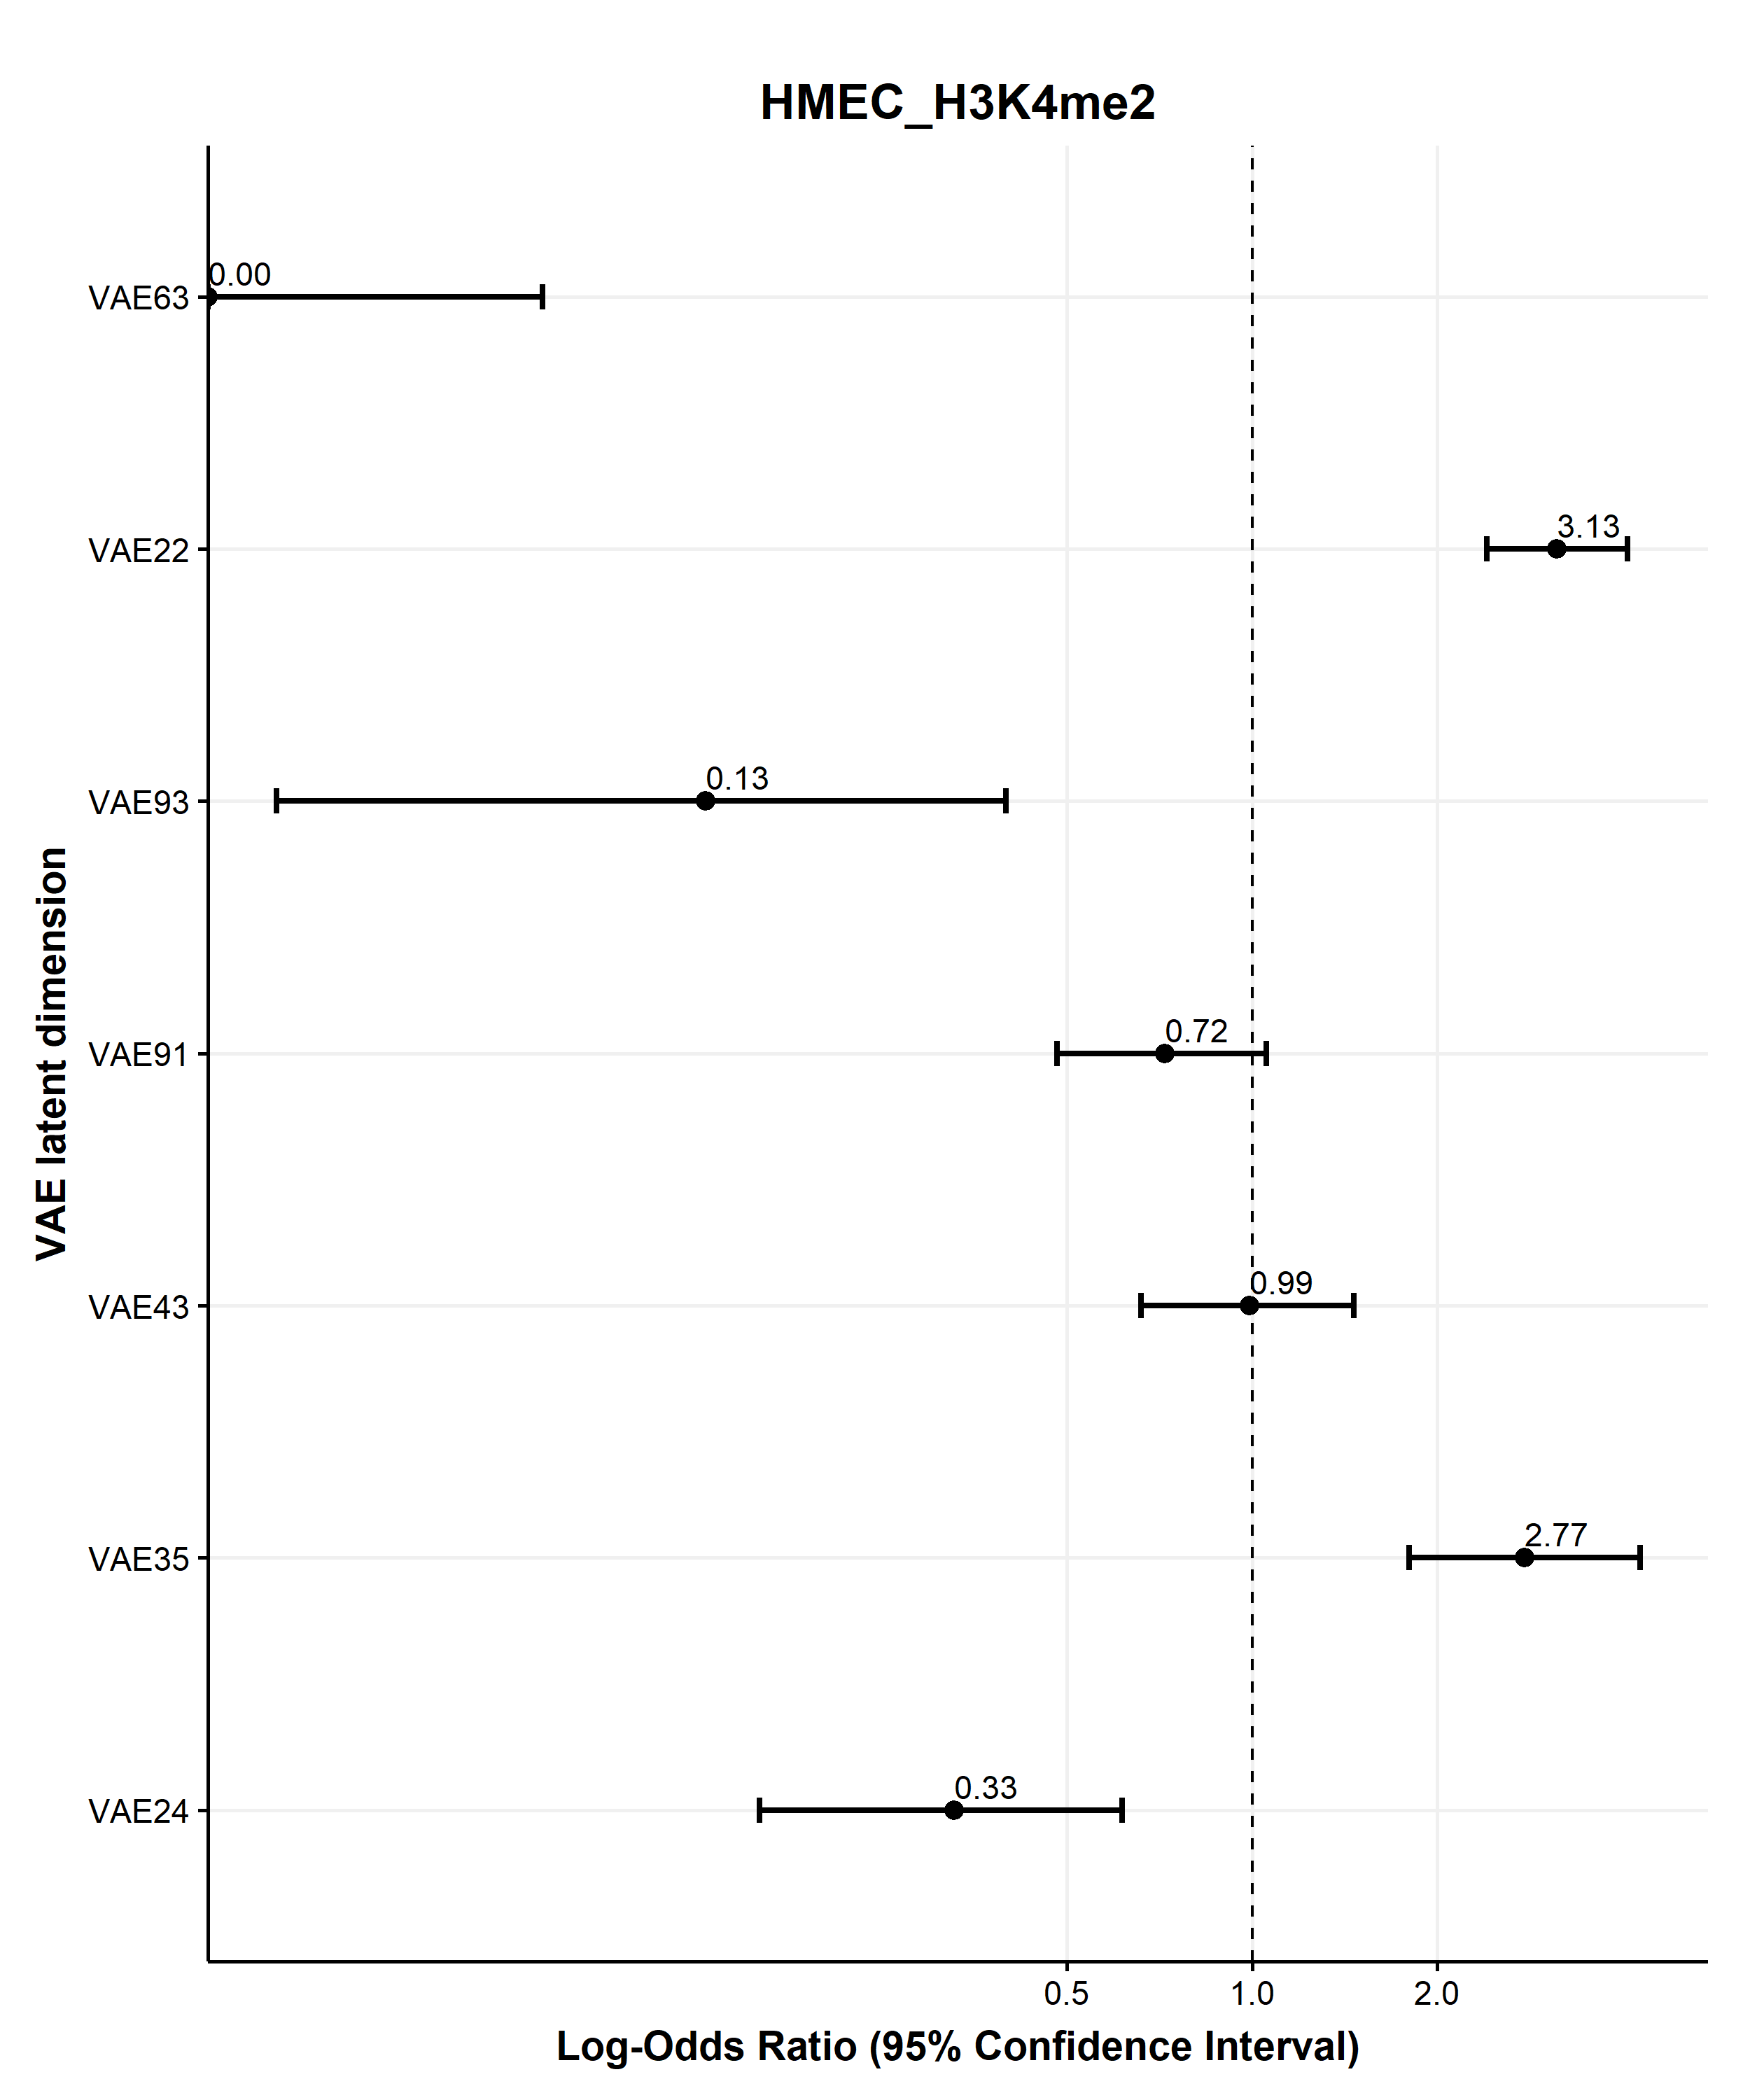 HMEC_H3K4me2
0.00
VAE63
3.13
VAE22
0.13
VAE93
VAE latent dimension
0.72
VAE91
0.99
VAE43
2.77
VAE35
0.33
VAE24
0.5 1.0 2.0
Log-Odds Ratio (95% Confidence Interval)